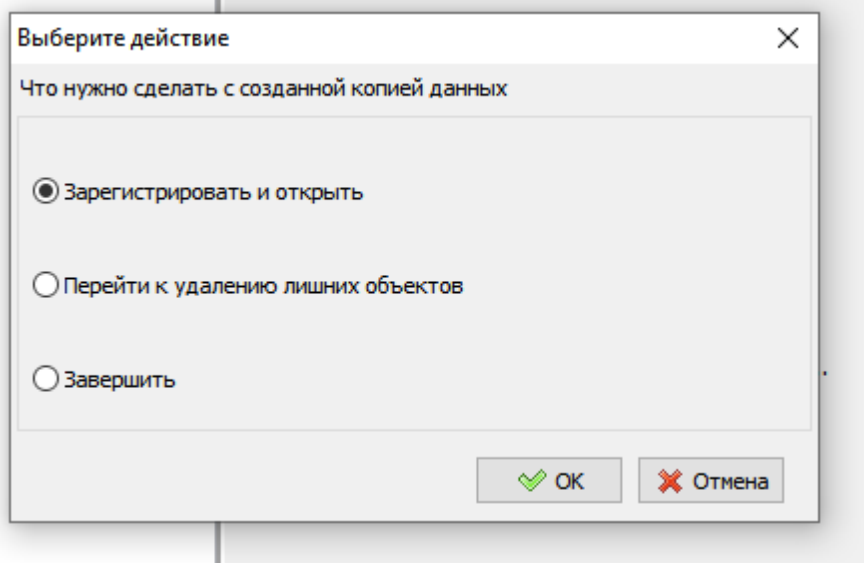 Выберите действие
Что нужно сделать с созданной копией данных
Зарегистрировать и открыть
Перейти к удалению лишних объектов
Завершить
.
OK
Отмена